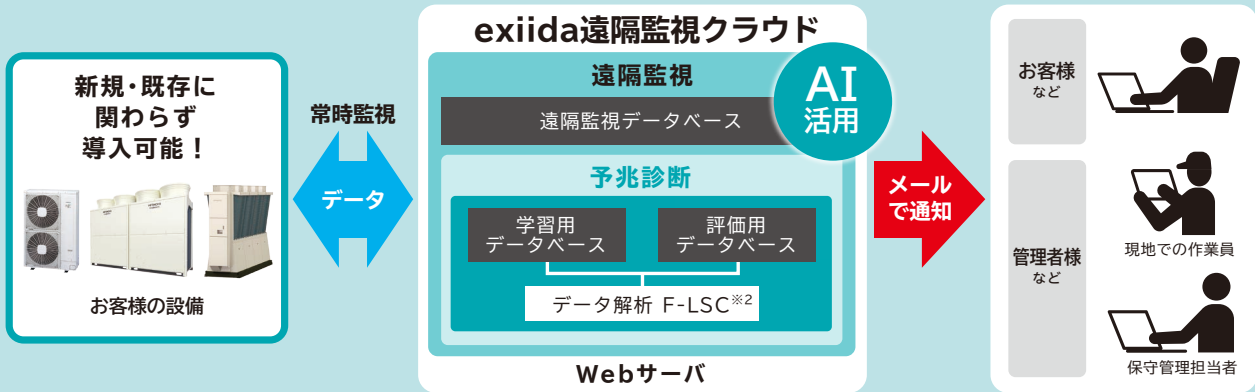 新規・既存に
関わらず
導入可能！
お客様の設備
常時監視
データ
exiida遠隔監視クラウド
遠隔監視
AI
活用
遠隔監視データベース
予兆診断
学習用
データベース
評価用
データベース
データ解析 F-LSC※2
Webサーバ
メール
で通知
お客様
など
管理者様
など
現地での作業員
保守管理担当者